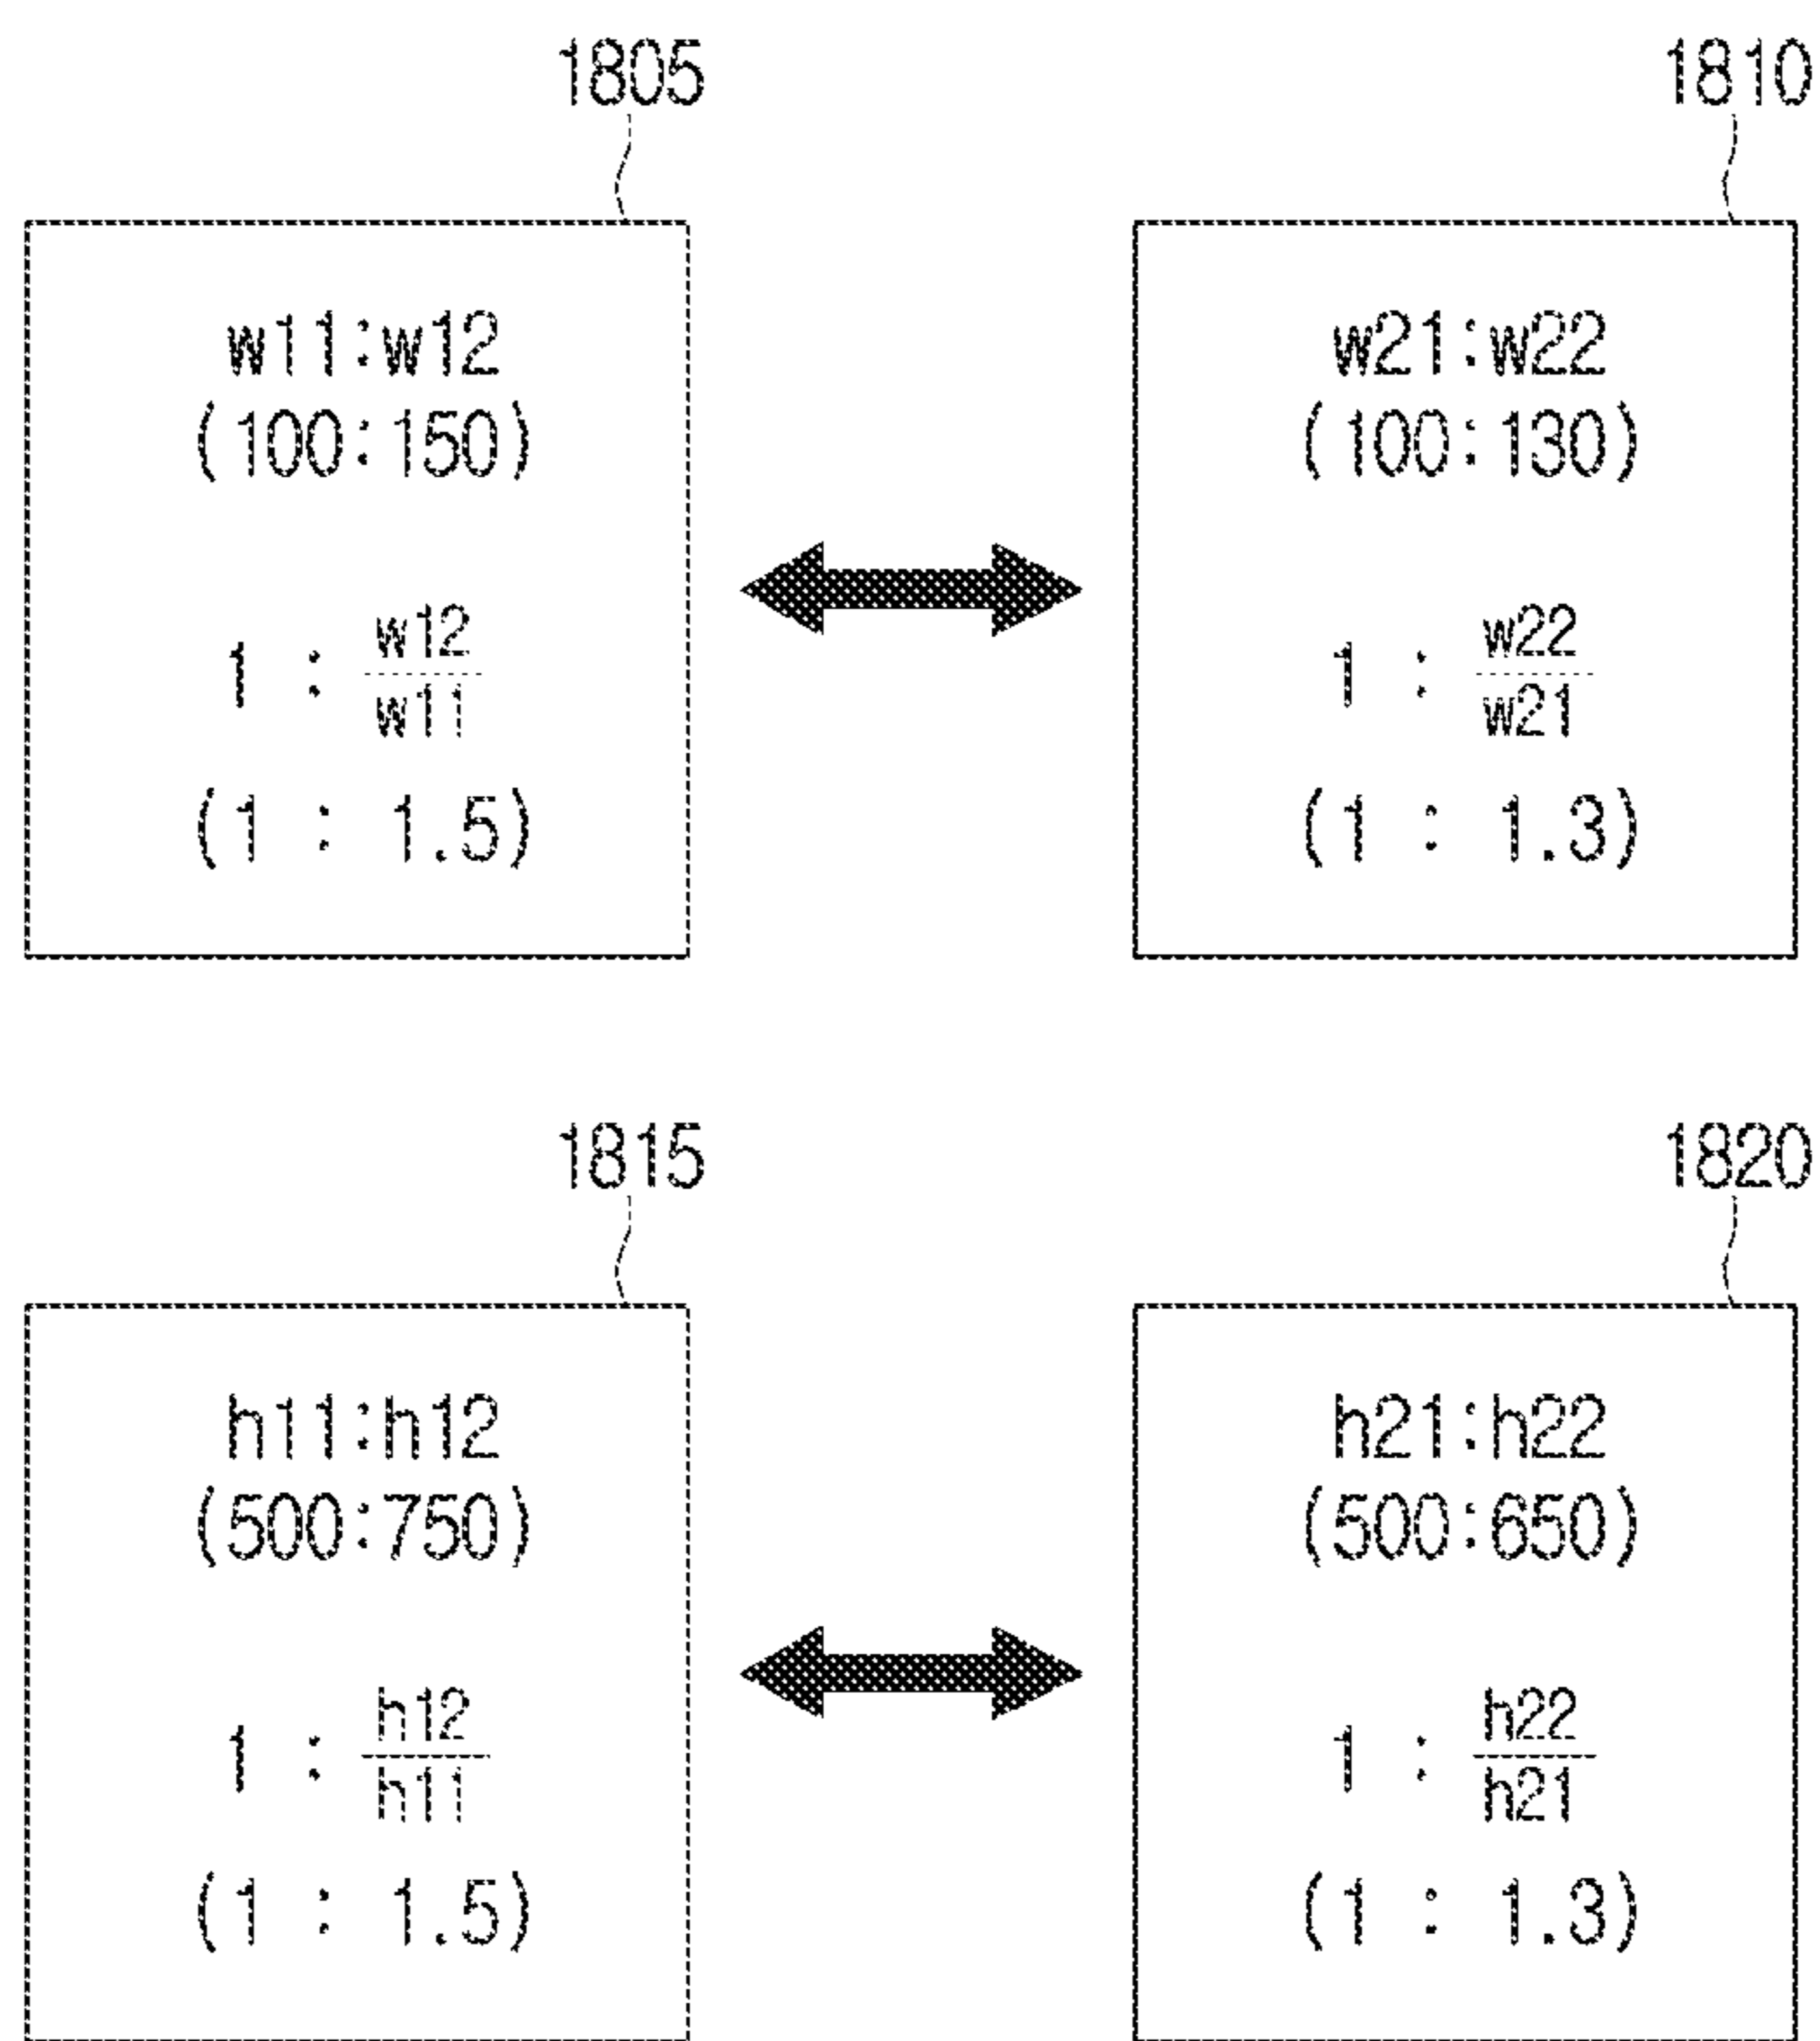 1805
1810
w11:w12
(100:150)
1 : w12/w11
(1 : 1.5)
w21:w22
(100:130)
1 : w22/w21
(1 : 1.3)
1815
1820
h11:h12
(500:750)
1 : h12/h11
(1 : 1.5)
h21:h22
(500:650)
1 : h22/h21
(1 : 1.3)